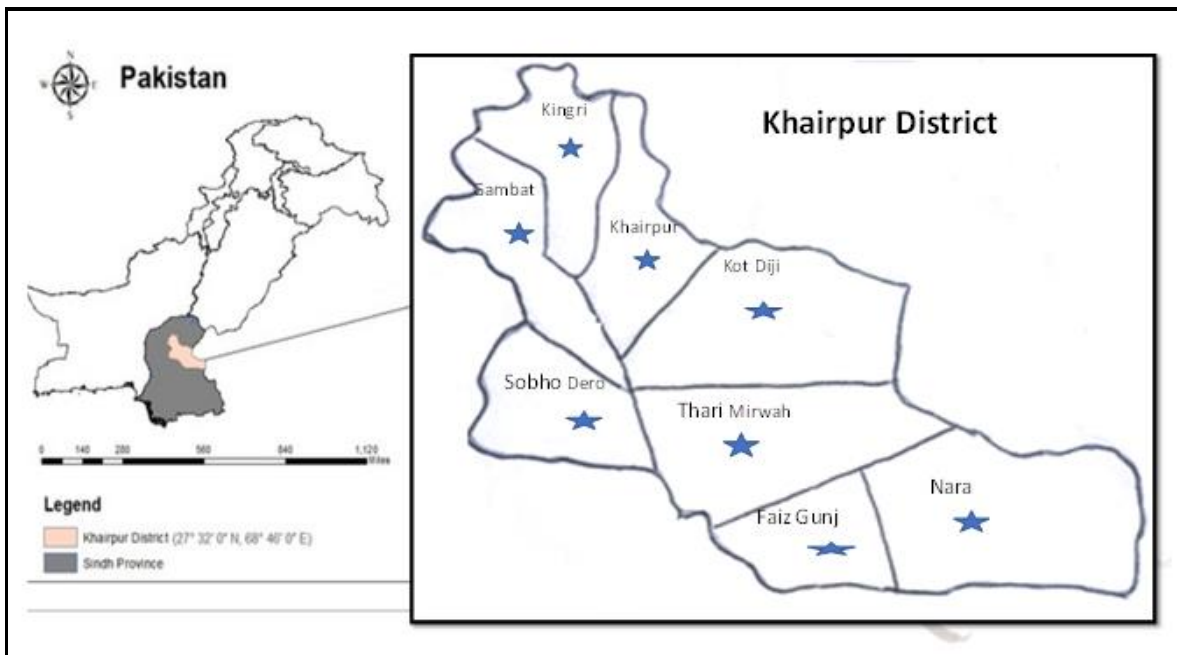 N
W E
S
Pakistan
0 140 280 560 840 1,120
Miles
Legend
Khairpur District (27° 32' 0" N, 68° 46' 0" E)
Sindh Province
Khairpur District
Kingri
Sambat
Khairpur
Kot Diji
Sobho Dero
Thari Mirwah
Faiz Gunj
Nara